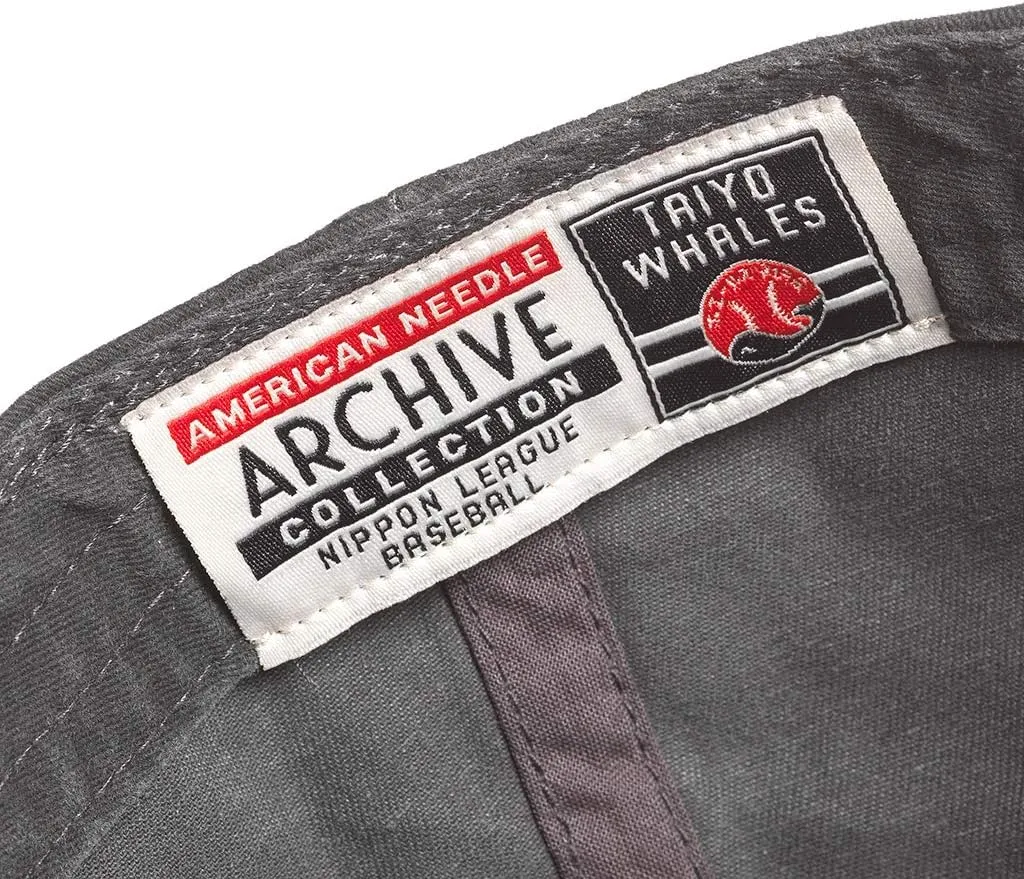 AMERICAN NEEDLE
ARCHIVE
COLLECTION
NIPPON LEAGUE
BASEBALL
TAIYO
WHALES